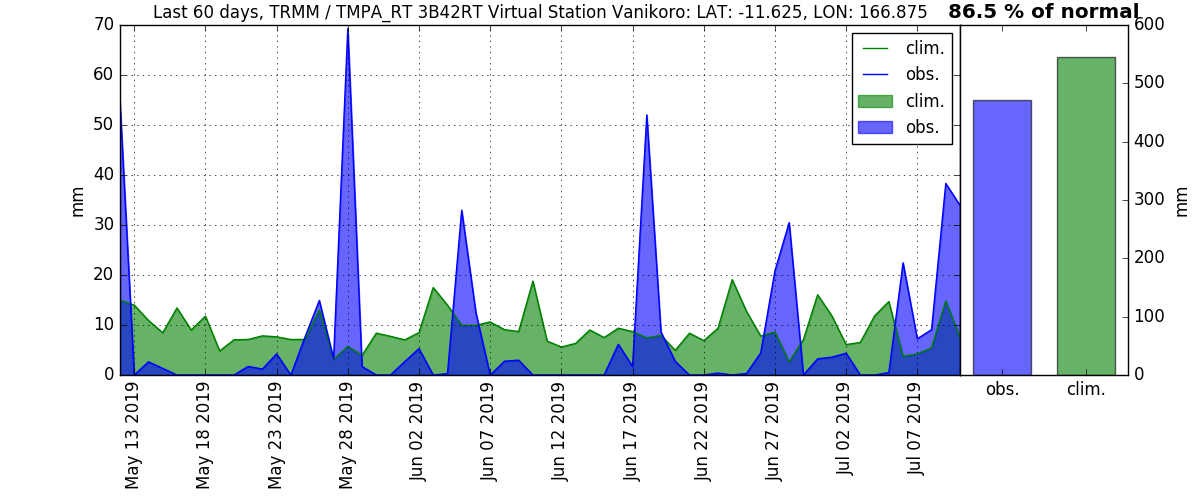 Last 60 days, TRMM / TMPA_RT 3B42RT Virtual Station Vanikoro: LAT: -11.625, LON: 166.875
86.5 % of normal
70
60
50
40
30
20
10
0
mm
clim.
obs.
clim.
obs.
May 13 2019
May 18 2019
May 23 2019
May 28 2019
Jun 02 2019
Jun 07 2019
Jun 12 2019
Jun 17 2019
Jun 22 2019
Jun 27 2019
Jul 02 2019
Jul 07 2019
600
500
400
300
200
100
0
mm
obs.
clim.